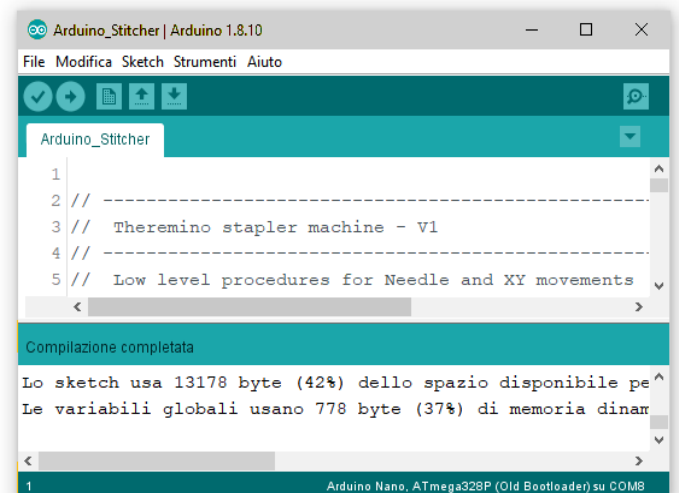 Arduino_Stitcher | Arduino 1.8.10
File Modifica Sketch Strumenti Aiuto
Arduino_Stitcher
1
2 // ---------------------------------------------------
3 // Theremino stapler machine - V1
4 // ---------------------------------------------------
5 // Low level procedures for Needle and XY movements
Compilazione completata
Lo sketch usa 13178 byte (42%) dello spazio disponibile pe
Le variabili globali usano 778 byte (37%) di memoria dinam
1 Arduino Nano, ATmega328P (Old Bootloader) su COM8